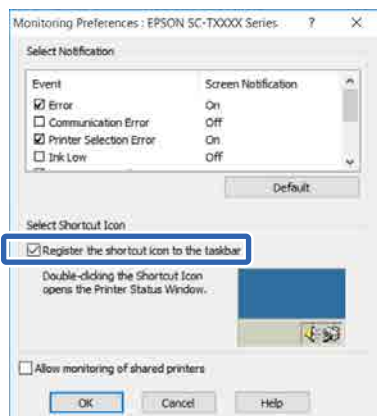 Monitoring Preferences : EPSON SC-TXXXX Series ? ×
Select Notification
Event Screen Notification
Error On
Communication Error Off
Printer Selection Error On
Ink Low Off
Default
Select Shortcut Icon
Register the shortcut icon to the taskbar
Double-clicking the Shortcut Icon
opens the Printer Status Window.
Allow monitoring of shared printers
OK Cancel Help